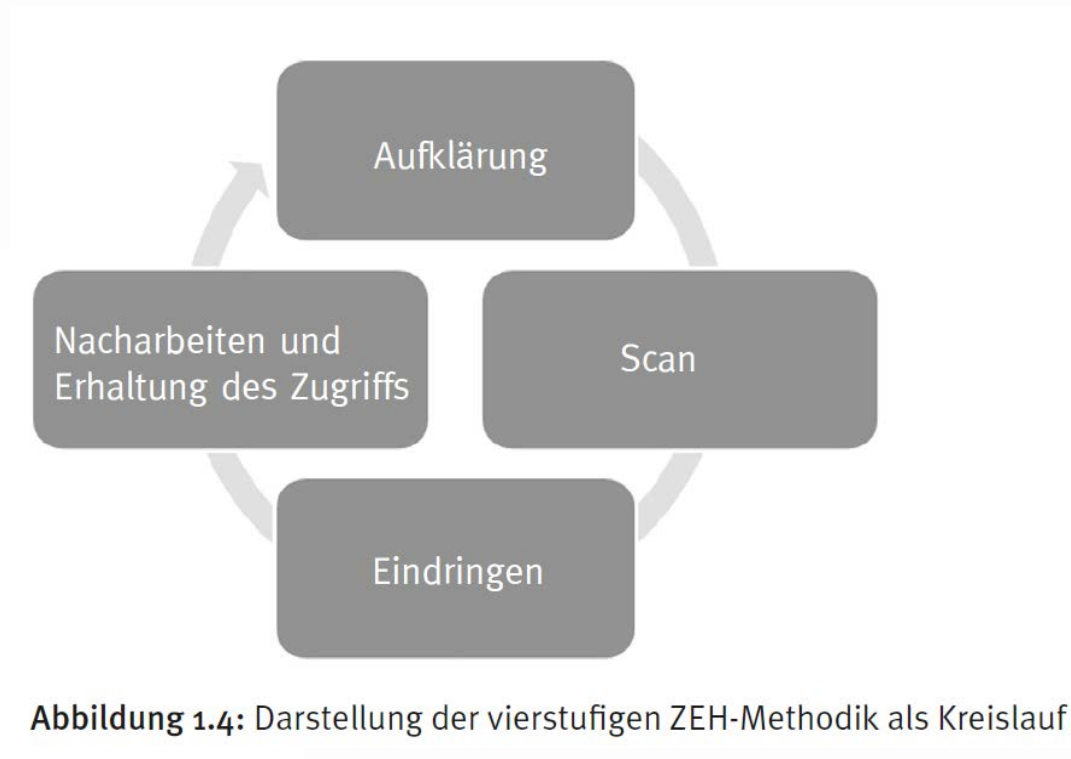 Aufklärung
Scan
Eindringen
Nacharbeiten und
Erhaltung des Zugriffs
Abbildung 1.4: Darstellung der vierstufigen ZEH-Methodik als Kreislauf